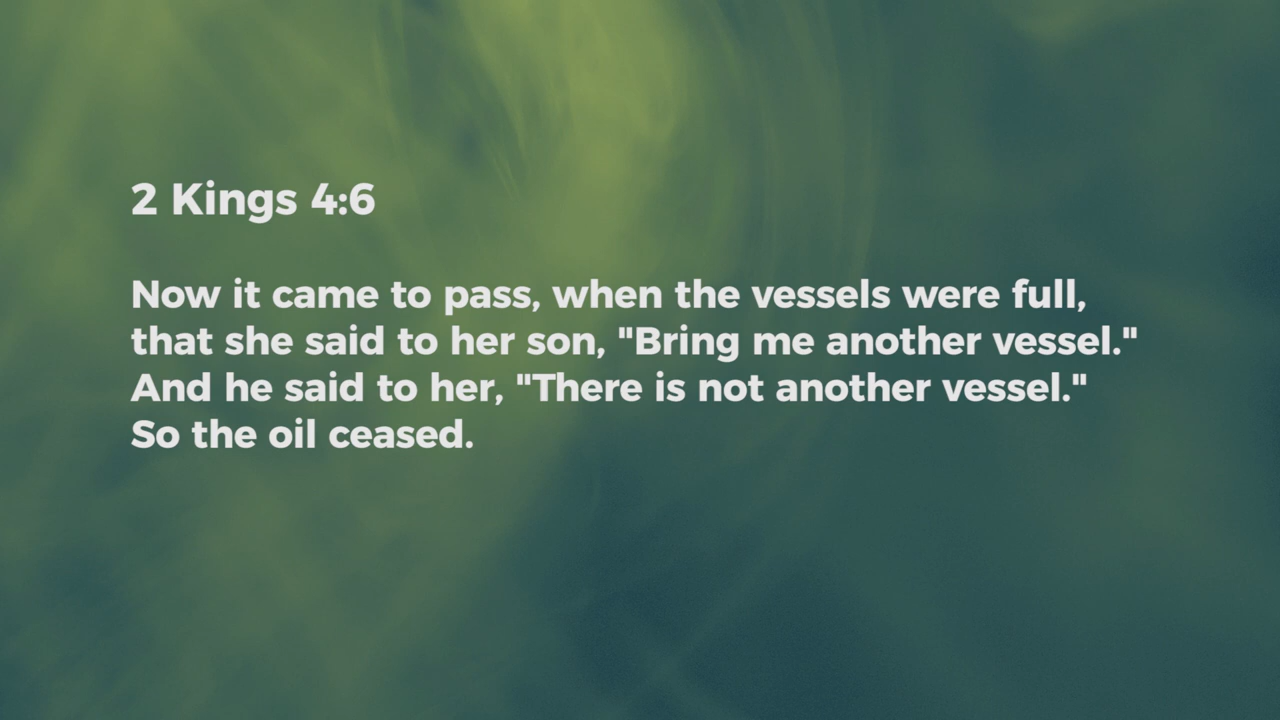 2 Kings 4:6
Now it came to pass, when the vessels were full,
that she said to her son, "Bring me another vessel."
And he said to her, "There is not another vessel."
So the oil ceased.